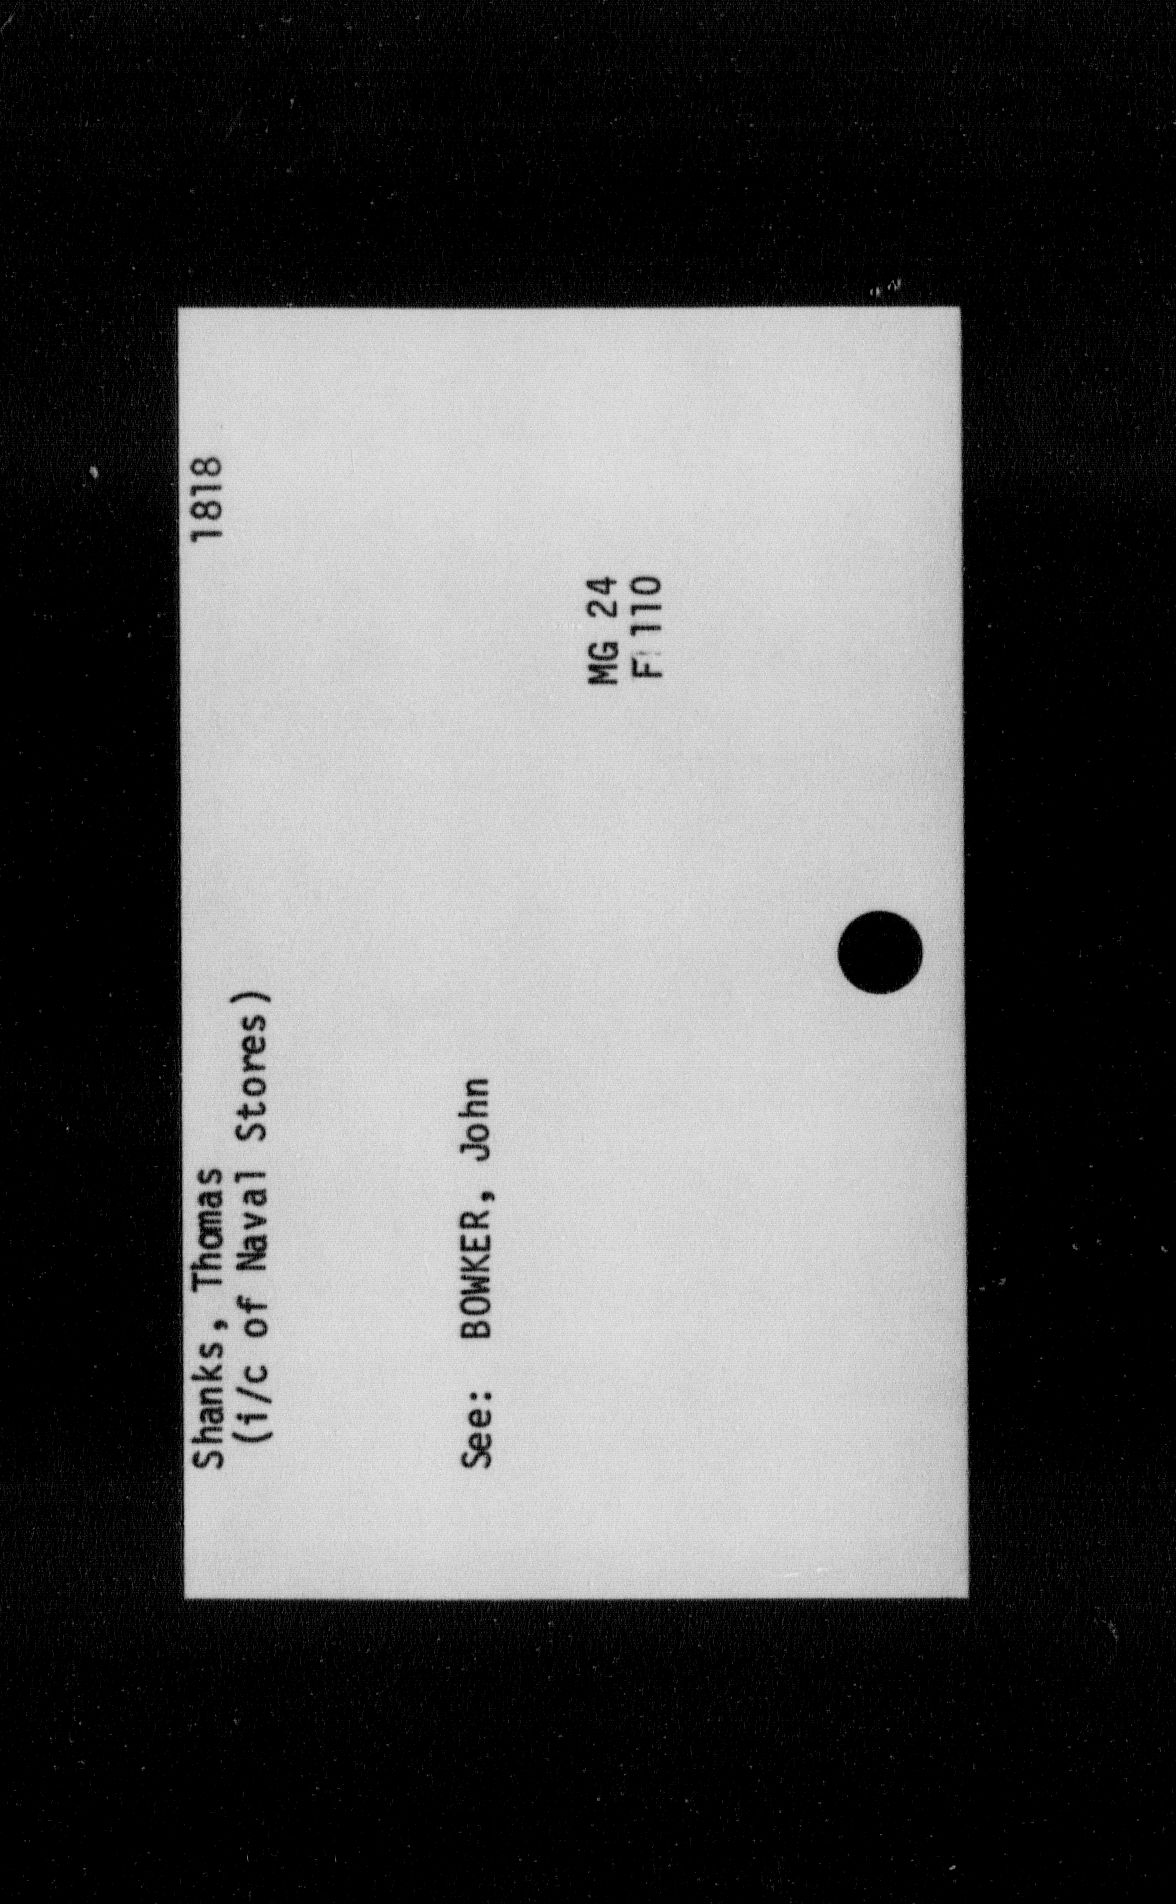 Shanks, Thomas 1818
(i/c of Naval Stores)
See: BOWKER, John
MG 24
F 110